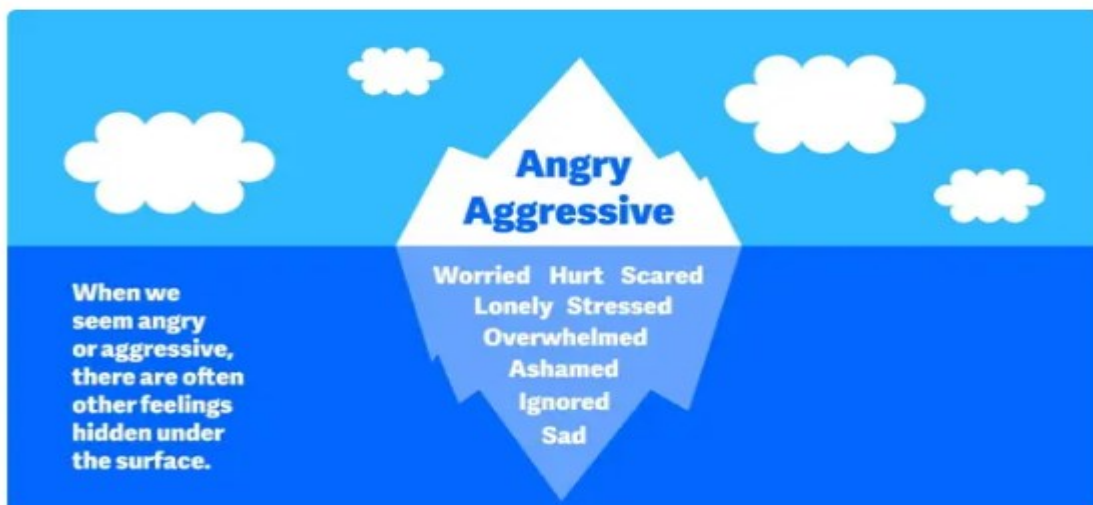 Angry
Aggressive
Worried Hurt Scared
Lonely Stressed
Overwhelmed
Ashamed
Ignored
Sad
When we
seem angry
or aggressive,
there are often
other feelings
hidden under
the surface.